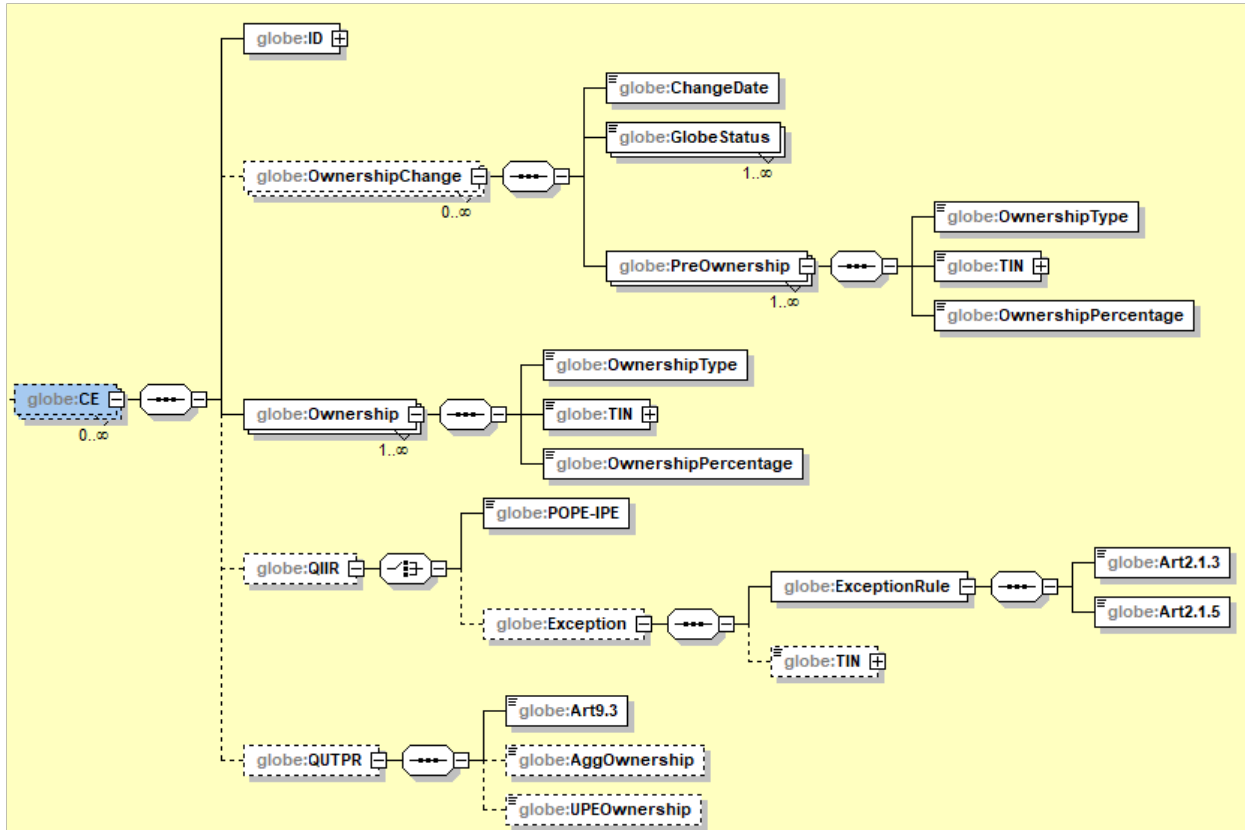 globe:ID
globe:ChangeDate
globe:GlobeStatus
1..∞
globe:OwnershipChange
0..∞
globe:OwnershipType
globe:PreOwnership
1..∞
globe:TIN
globe:OwnershipPercentage
globe:OwnershipType
globe:CE
0..∞
globe:Ownership
1..∞
globe:TIN
globe:OwnershipPercentage
globe:POPE-IPE
globe:QIIR
globe:Art2.1.3
globe:ExceptionRule
globe:Art2.1.5
globe:Exception
globe:TIN
globe:Art9.3
globe:QUTPR
globe:AggOwnership
globe:UPEOwnership